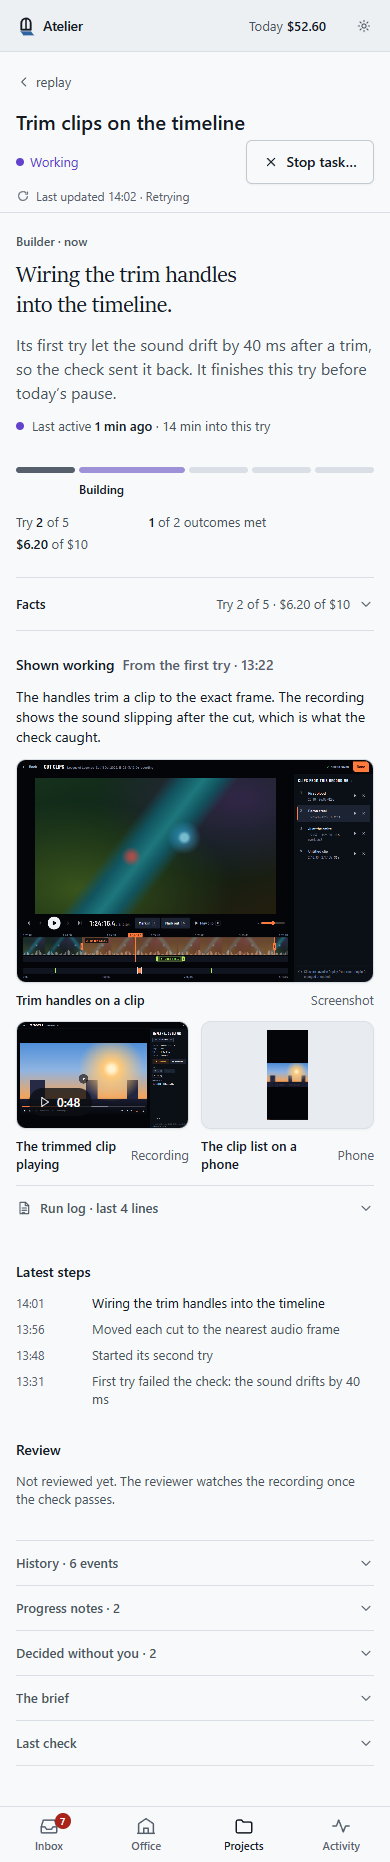 Atelier
Today $52.60
replay
Trim clips on the timeline
Working
Stop task...
Last updated 14:02 · Retrying
Builder · now
Wiring the trim handles
into the timeline.
Its first try let the sound drift by 40 ms after a trim,
so the check sent it back. It finishes this try before
today's pause.
Last active 1 min ago · 14 min into this try
Building
Try 2 of 5
1 of 2 outcomes met
$6.20 of $10
Facts
Try 2 of 5 · $6.20 of $10
Shown working From the first try · 13:22
The handles trim a clip to the exact frame. The recording
shows the sound slipping after the cut, which is what the
check caught.
CUT CLIPS
Trim handles on a clip
Screenshot
0:48
The trimmed clip
playing
Recording
The clip list on a
phone
Phone
Run log · last 4 lines
Latest steps
14:01 Wiring the trim handles into the timeline
13:56 Moved each cut to the nearest audio frame
13:48 Started its second try
13:31 First try failed the check: the sound drifts by 40
ms
Review
Not reviewed yet. The reviewer watches the recording once
the check passes.
History · 6 events
Progress notes · 2
Decided without you · 2
The brief
Last check
7
Inbox
Office
Projects
Activity